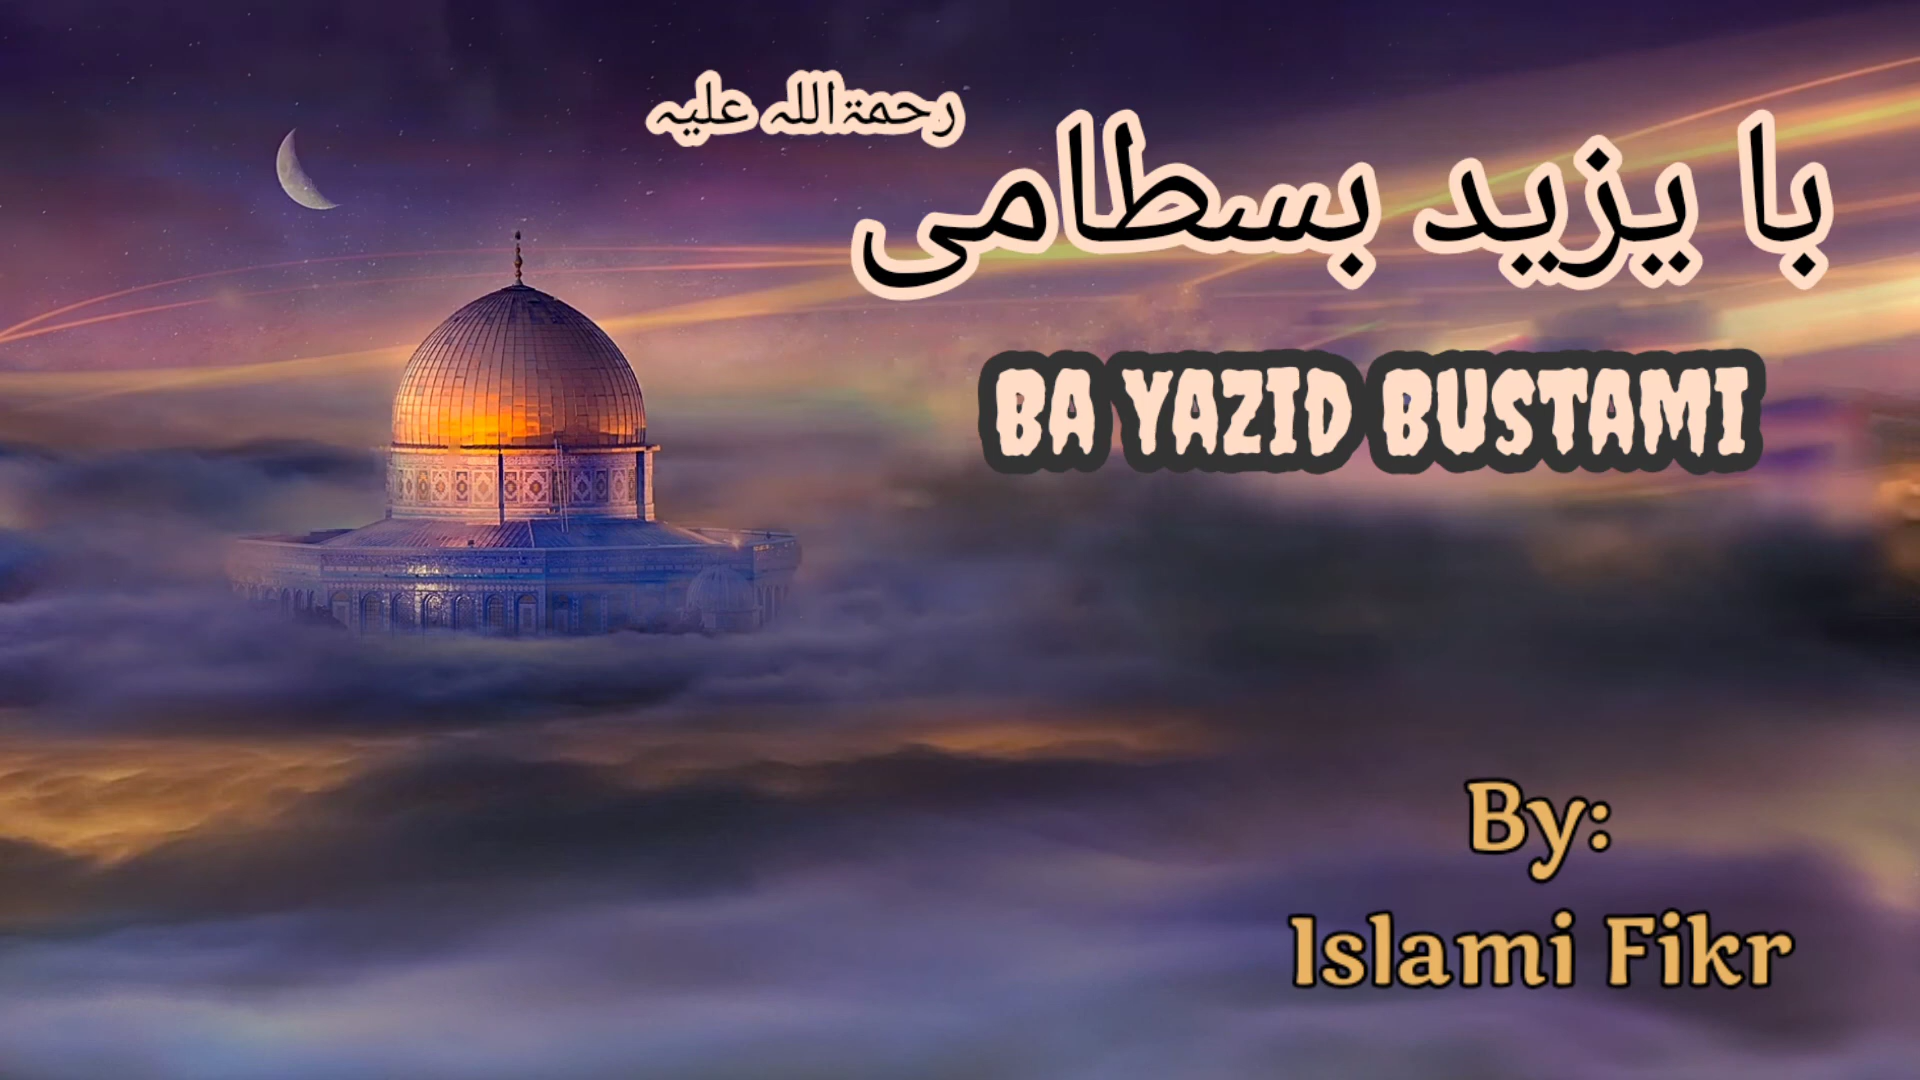 رحمۃ اللہ علیہ
با یزید بسطامی
BA YAZID BUSTAMI
By:
Islami Fikr